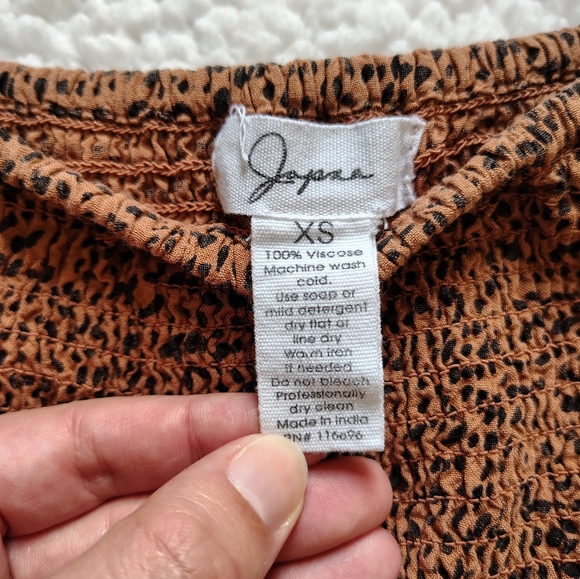 Japna
XS
100% Viscose
Machine wash
cold.
Use soap or
mild detergent
dry flat or
line dry
Warm iron
if needed
Do not bleach
Professionally
dry clean
Made in India
RN# 116696